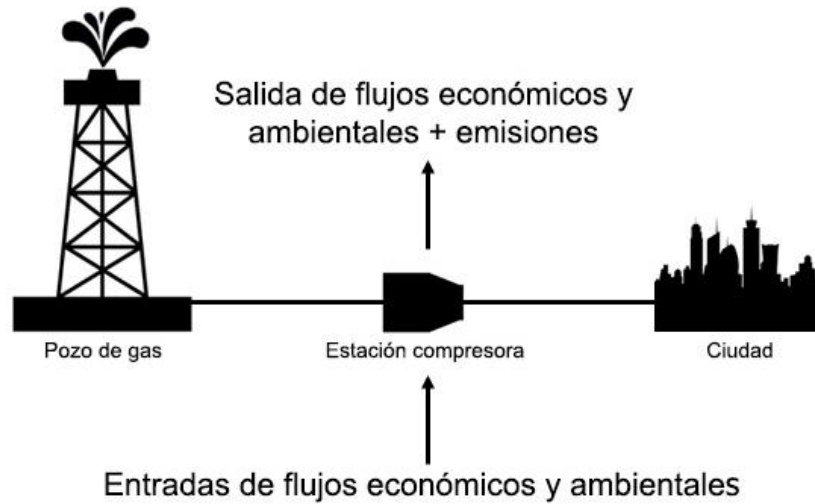 Salida de flujos económicos y
ambientales + emisiones
Pozo de gas
Estación compresora
Ciudad
Entradas de flujos económicos y ambientales